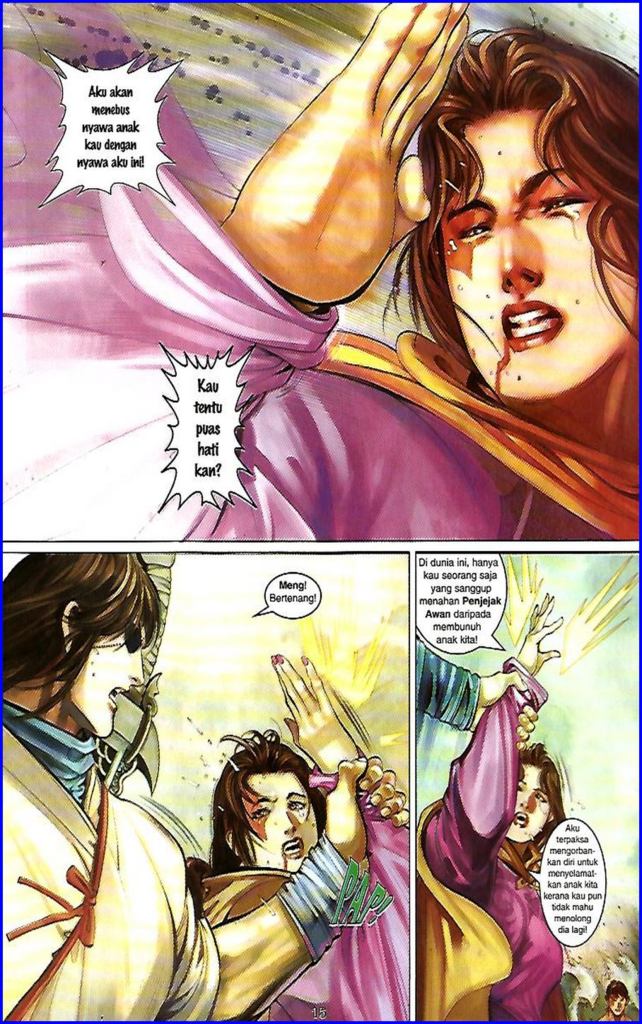 Aku akan
menebus
nyawa anak
kau dengan
nyawa aku ini!
Kau
tentu
puas
hati
kan?
Meng!
Bertenang!
PAP!
Di dunia ini, hanya
kau seorang saja
yang sanggup
menahan Penjejak
Awan daripada
membunuh
anak kita!
Aku
terpaksa
mengorban-
kan diri untuk
menyelamat-
kan anak kita
kerana kau pun
tidak mahu
menolong
dia lagi!
15